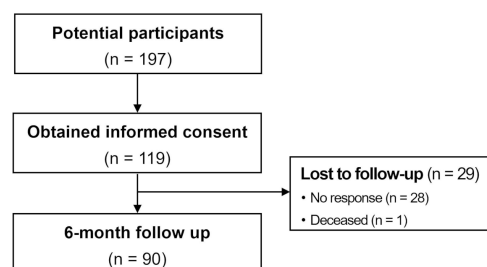 Potential participants
(n = 197)
Obtained informed consent
(n = 119)
Lost to follow-up (n = 29)
• No response (n = 28)
• Deceased (n = 1)
6-month follow up
(n = 90)